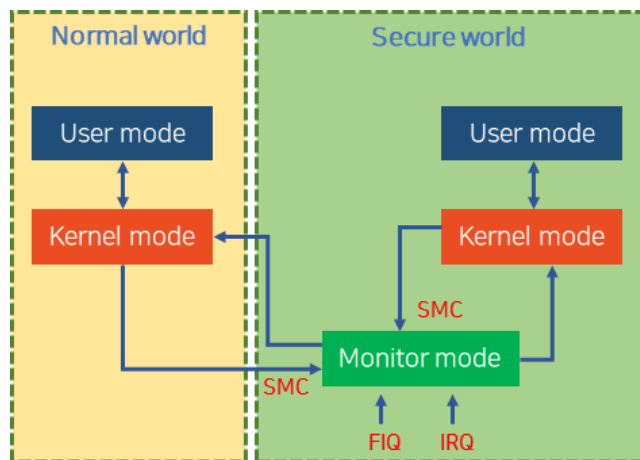 Normal world
Secure world
User mode
User mode
Kernel mode
Kernel mode
SMC
Monitor mode
SMC
FIQ
IRQ